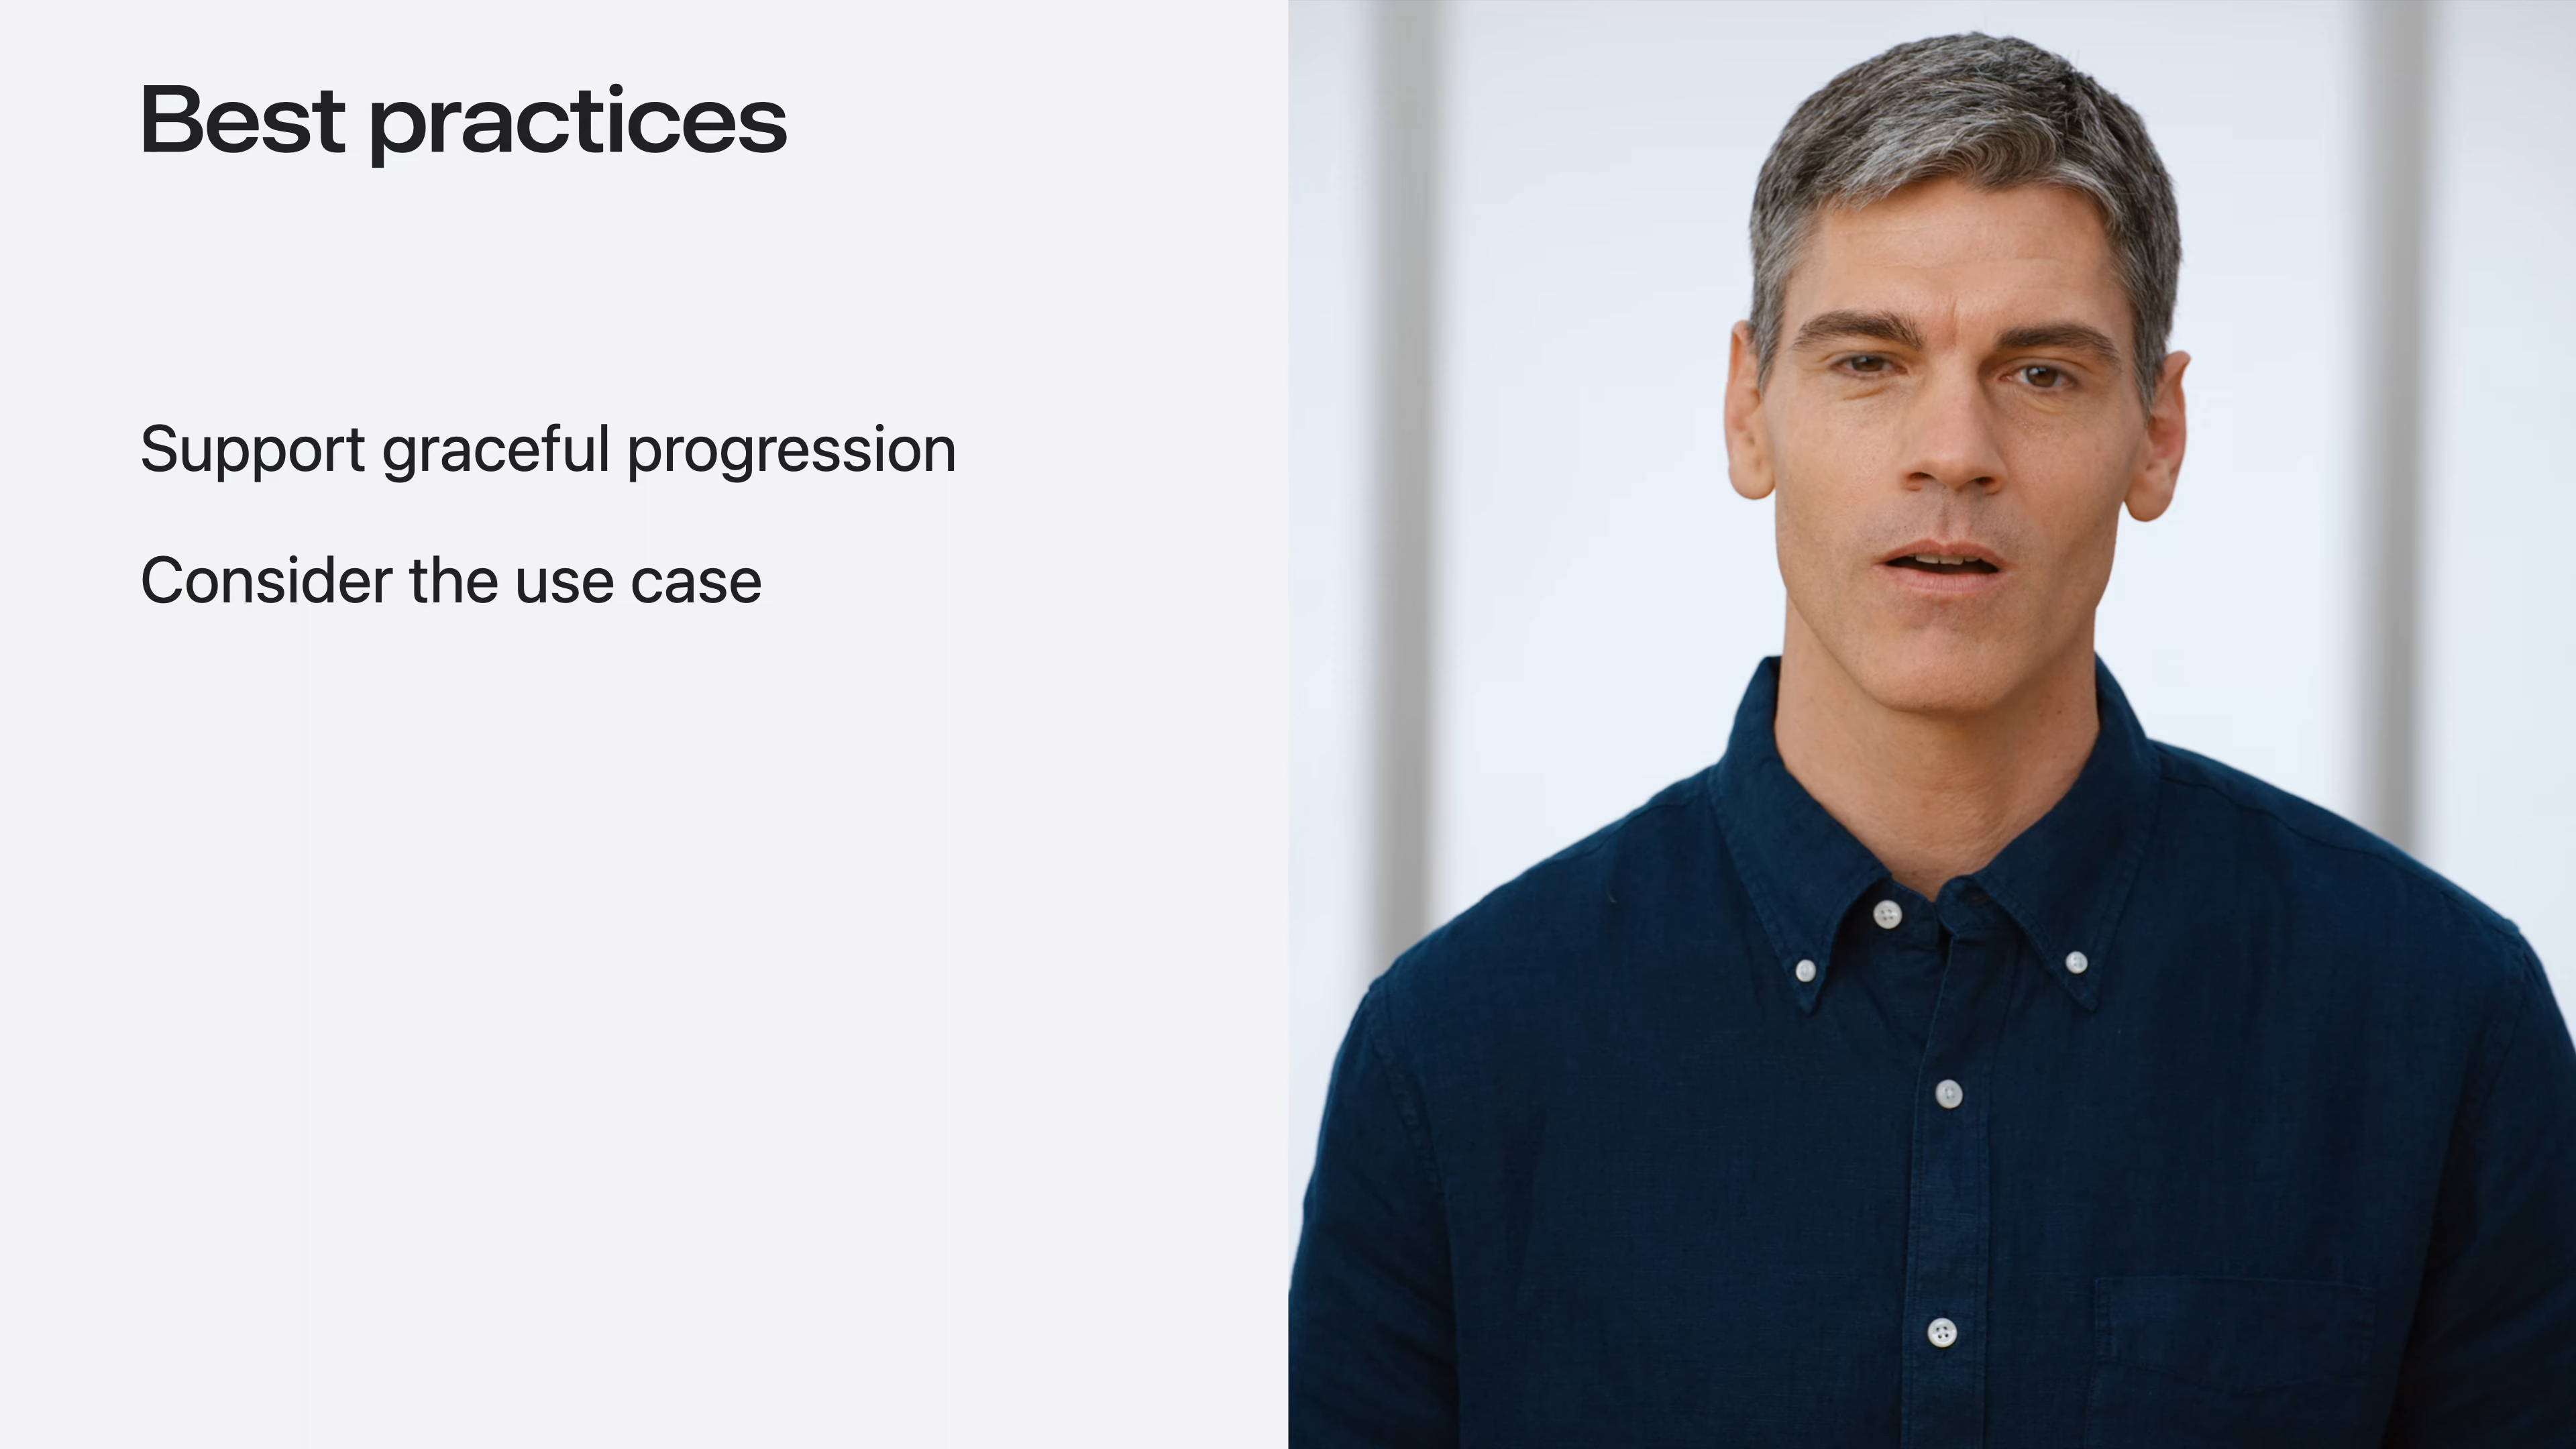 Best practices
Support graceful progression
Consider the use case